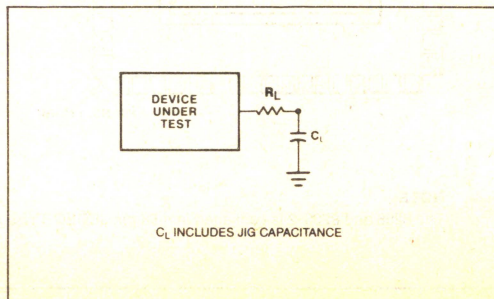 DEVICE
UNDER
TEST
RL
CL
CL INCLUDES JIG CAPACITANCE